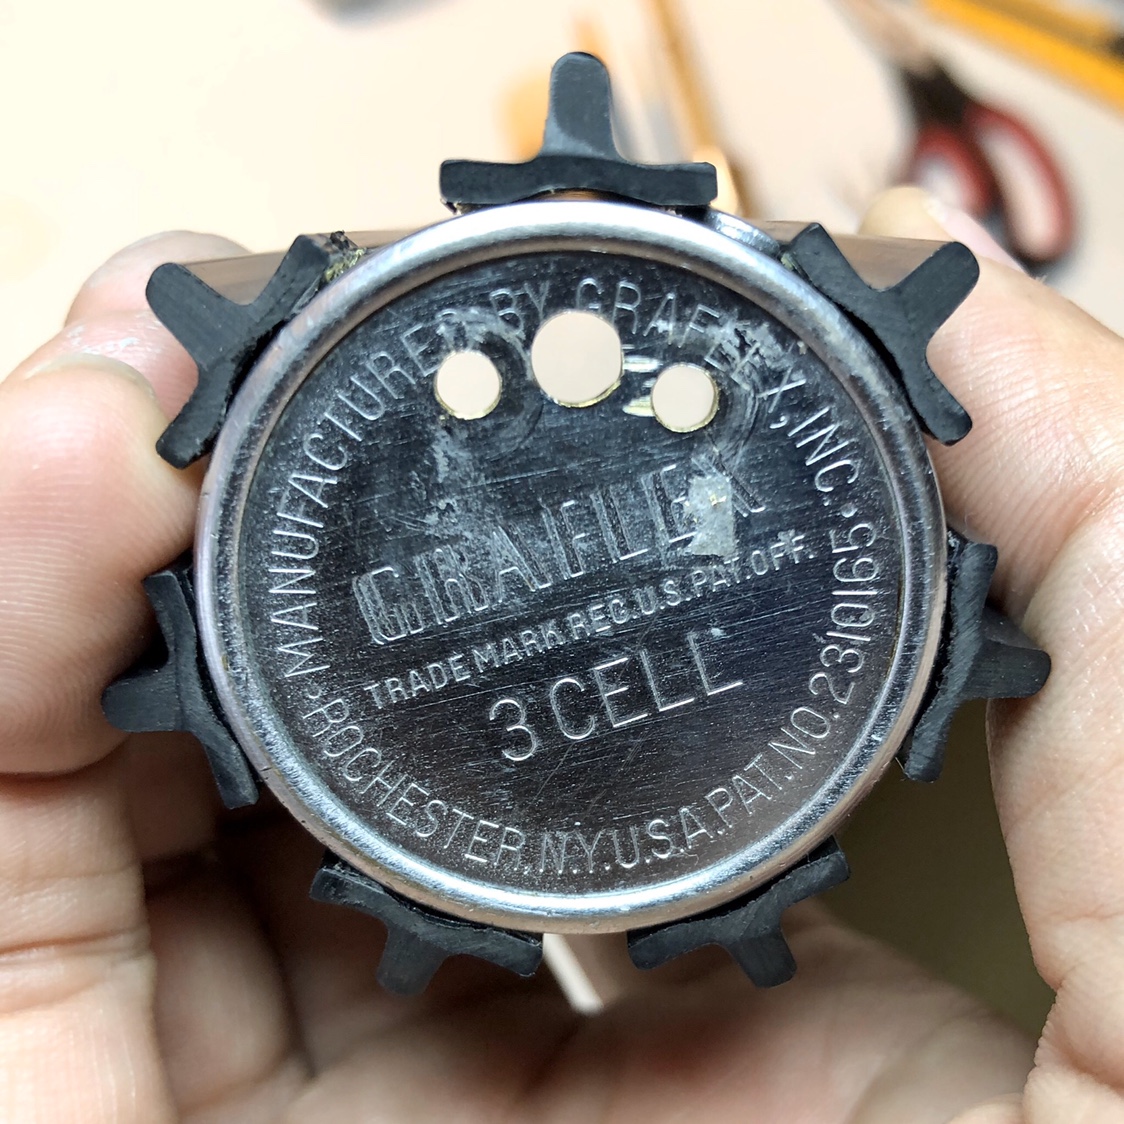 MANUFACTURED BY GRAFLEX, INC.
GRAFLEX
TRADE MARK REG. U.S. PAT. OFF.
3 CELL
ROCHESTER, N.Y. U.S.A. PAT. NO. 2310165